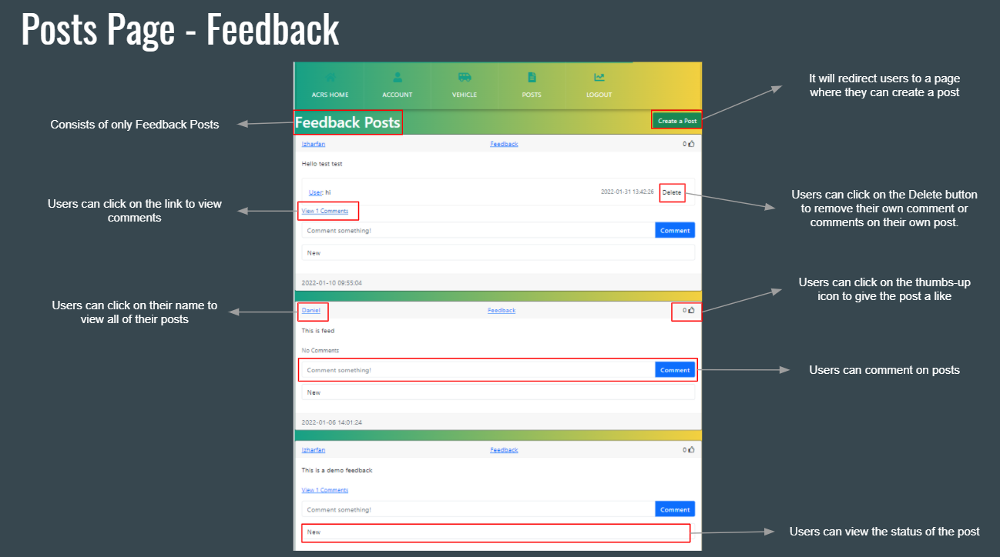 Posts Page - Feedback
ACRS HOME
ACCOUNT
VEHICLE
POSTS
LOGOUT
It will redirect users to a page
where they can create a post
Consists of only Feedback Posts
Feedback Posts
Create a Post
Izharfan
Feedback
0
Hello test test
User: hi
2022-01-31 13:42:26
Delete
Users can click on the Delete button
to remove their own comment or
comments on their own post.
Users can click on the link to view
comments
View 1 Comments
Comment something!
Comment
New
2022-01-10 09:55:04
Users can click on the thumbs-up
icon to give the post a like
Users can click on their name to
view all of their posts
Daniel
Feedback
0
This is feed
No Comments
Comment something!
Comment
Users can comment on posts
New
2022-01-06 14:01:24
Izharfan
Feedback
0
This is a demo feedback
View 1 Comments
Comment something!
Comment
New
Users can view the status of the post